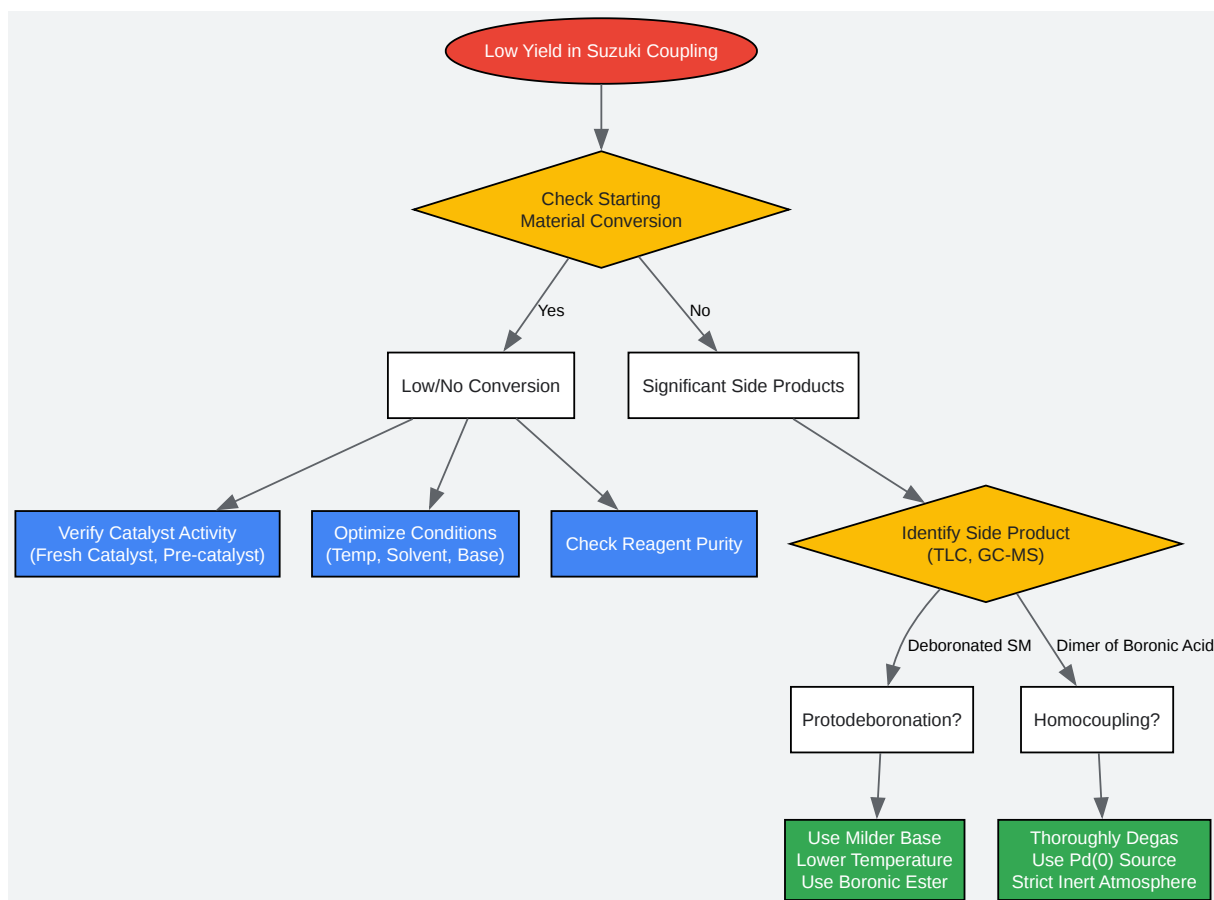 Low Yield in Suzuki Coupling
Check Starting
Material Conversion
Yes
No
Low/No Conversion
Significant Side Products
Verify Catalyst Activity
(Fresh Catalyst, Pre-catalyst)
Optimize Conditions
(Temp, Solvent, Base)
Check Reagent Purity
Identify Side Product
(TLC, GC-MS)
Deboronated SM
Dimer of Boronic Acid
Protodeboronation?
Homocoupling?
Use Milder Base
Lower Temperature
Use Boronic Ester
Thoroughly Degas
Use Pd(0) Source
Strict Inert Atmosphere